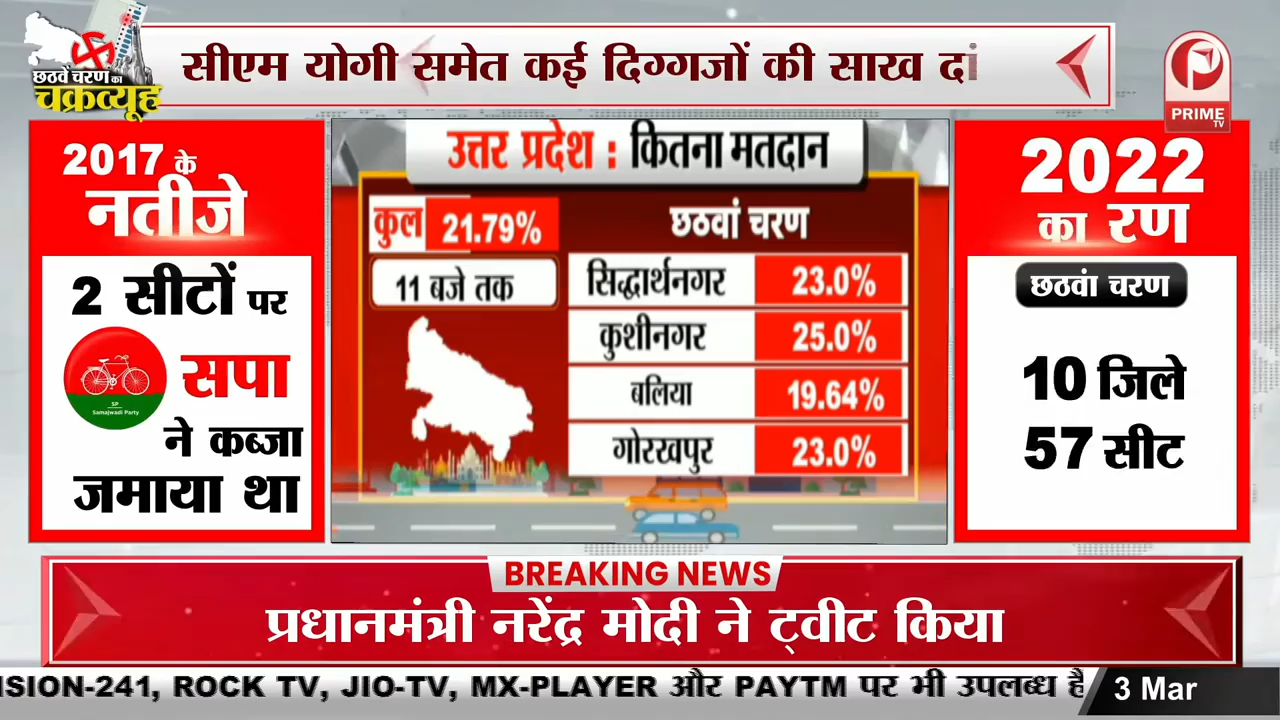 छठवें चरण का
चक्रव्यूह
सीएम योगी समेत कई दिग्गजों की साख
PRIME
TV
2017 के
नतीजे
2 सीटों पर
SP
Samajwadi Party
सपा
ने कब्जा
जमाया था
उत्तर प्रदेश : कितना मतदान
कुल 21.79%
11 बजे तक
छठवां चरण
सिद्धार्थनगर 23.0%
कुशीनगर 25.0%
बलिया 19.64%
गोरखपुर 23.0%
2022
का रण
छठवां चरण
10 जिले
57 सीट
BREAKING NEWS
प्रधानमंत्री नरेंद्र मोदी ने ट्वीट किया
ISION-241, ROCK TV, JIO-TV, MX-PLAYER और PAYTM पर भी उपलब्ध है
3 Mar